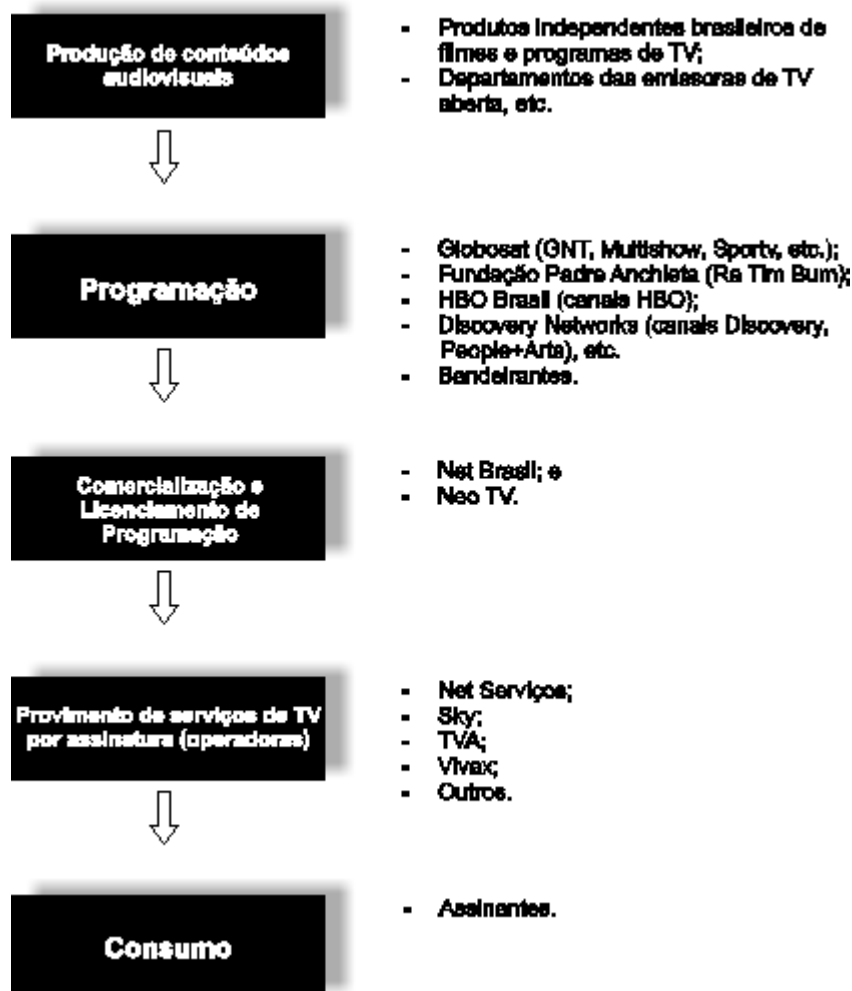 Produção de conteúdos
audiovisuais
- Produtos independentes brasileiros de
filmes e programas de TV;
- Departamentos das emissoras de TV
aberta, etc.
Programação
- Globosat (GNT, Multishow, Sportv, etc.);
- Fundação Padre Anchieta (Ra Tim Bum);
- HBO Brasil (canais HBO);
- Discovery Networks (canais Discovery,
People+Arts), etc.
- Bandeirantes.
Comercialização e
Licenciamento de
Programação
- Net Brasil; e
- Neo TV.
Provimento de serviços de TV
por assinatura (operadoras)
- Net Serviços;
- Sky;
- TVA;
- Vivax;
- Outros.
Consumo
- Assinantes.